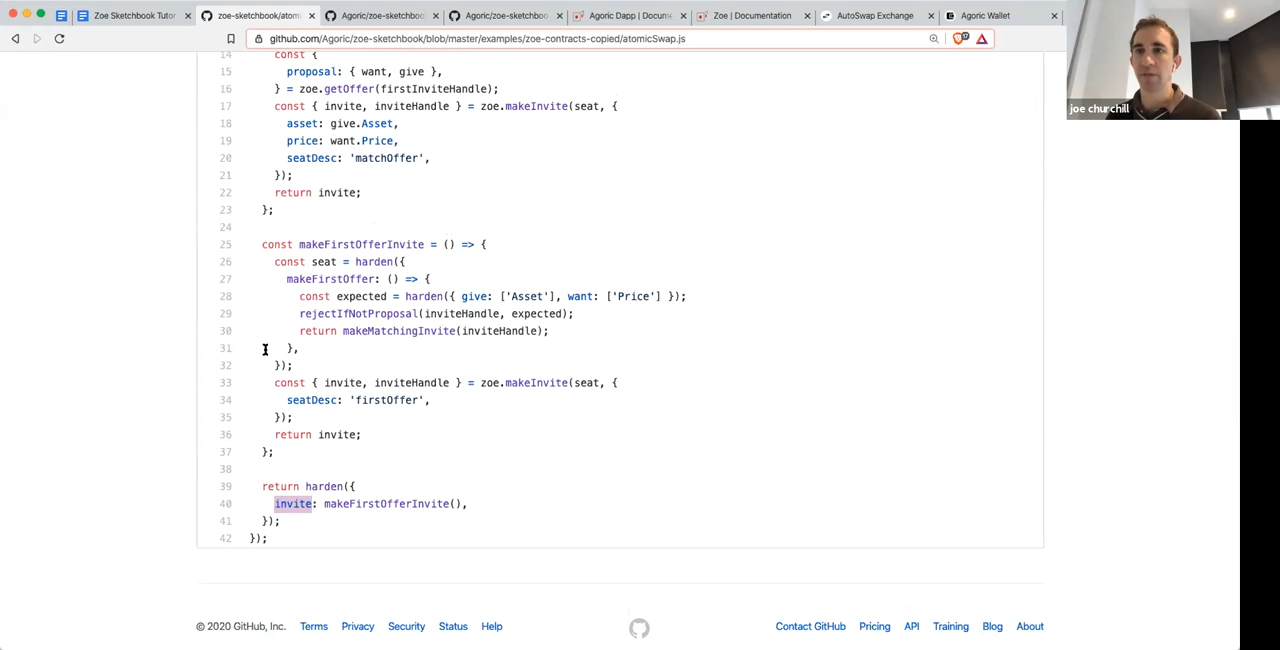 Zoe Sketchbook Tutor
zoe-sketchbook/atom
Agoric/zoe-sketchboo
Agoric/zoe-sketchboo
Agoric Dapp | Docum
Zoe | Documentation
AutoSwap Exchange
Agoric Wallet
github.com/Agoric/zoe-sketchbook/blob/master/examples/zoe-contracts-copied/atomicSwap.js
joe churchill
14 const {
15 proposal: { want, give },
16 } = zoe.getOffer(firstInviteHandle);
17 const { invite, inviteHandle } = zoe.makeInvite(seat, {
18 asset: give.Asset,
19 price: want.Price,
20 seatDesc: 'matchOffer',
21 });
22 return invite;
23 };
24
25 const makeFirstOfferInvite = () => {
26 const seat = harden({
27 makeFirstOffer: () => {
28 const expected = harden({ give: ['Asset'], want: ['Price'] });
29 rejectIfNotProposal(inviteHandle, expected);
30 return makeMatchingInvite(inviteHandle);
31 },
32 });
33 const { invite, inviteHandle } = zoe.makeInvite(seat, {
34 seatDesc: 'firstOffer',
35 });
36 return invite;
37 };
38
39 return harden({
40 invite: makeFirstOfferInvite(),
41 });
42 });
© 2020 GitHub, Inc. Terms Privacy Security Status Help Contact GitHub Pricing API Training Blog About